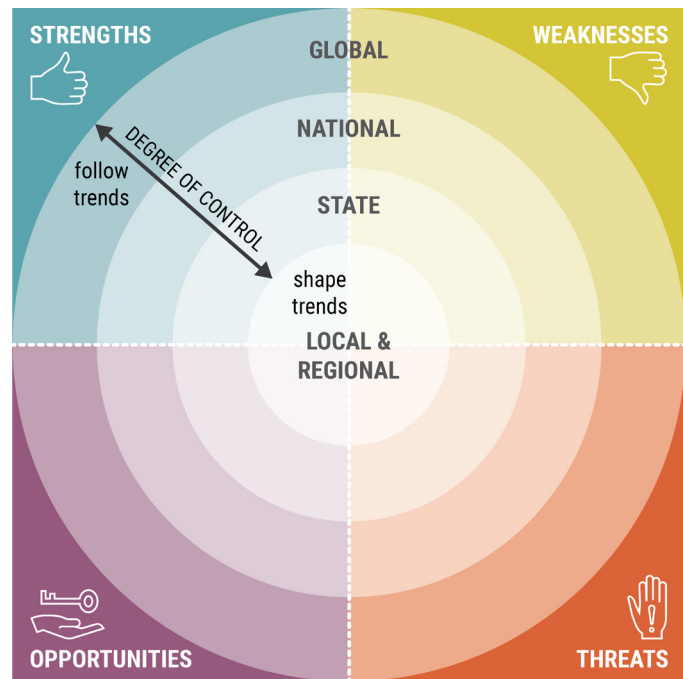 STRENGTHS
WEAKNESSES
GLOBAL
NATIONAL
DEGREE OF CONTROL
follow
trends
STATE
shape
trends
LOCAL &
REGIONAL
OPPORTUNITIES
THREATS